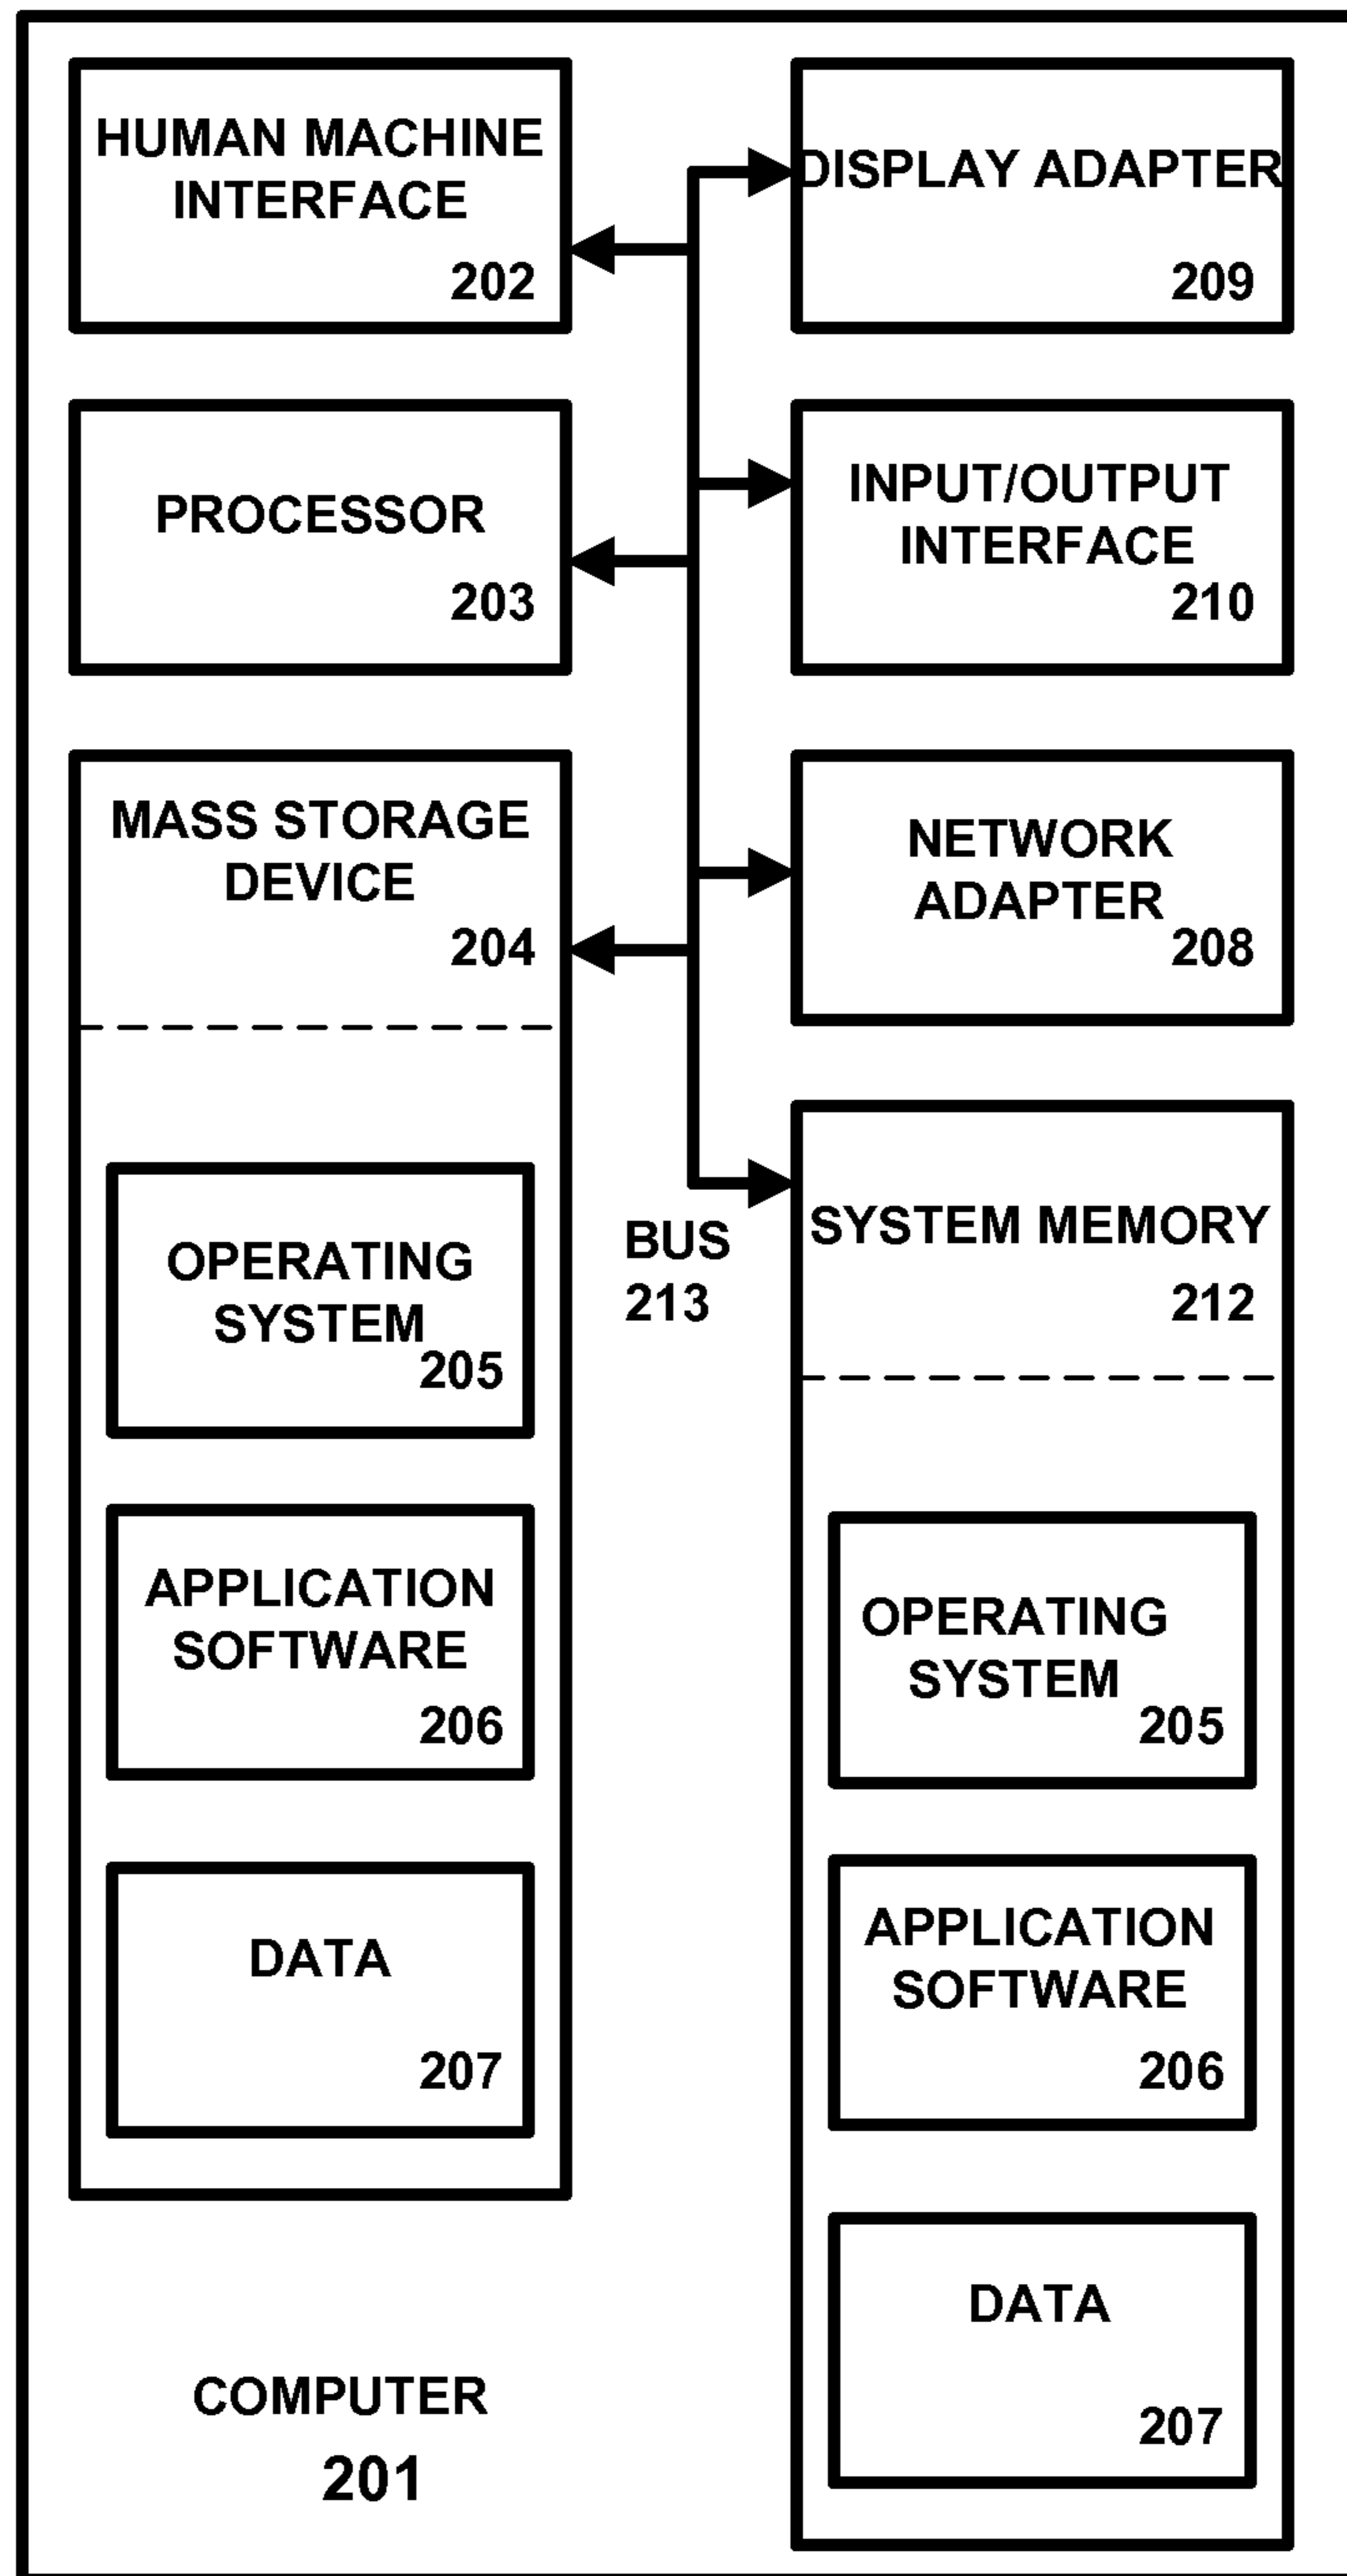 HUMAN MACHINE
INTERFACE
202
PROCESSOR
203
MASS STORAGE
DEVICE
204
OPERATING
SYSTEM
205
APPLICATION
SOFTWARE
206
DATA
207
COMPUTER
201
BUS
213
DISPLAY ADAPTER
209
INPUT/OUTPUT
INTERFACE
210
NETWORK
ADAPTER
208
SYSTEM MEMORY
212
OPERATING
SYSTEM
205
APPLICATION
SOFTWARE
206
DATA
207